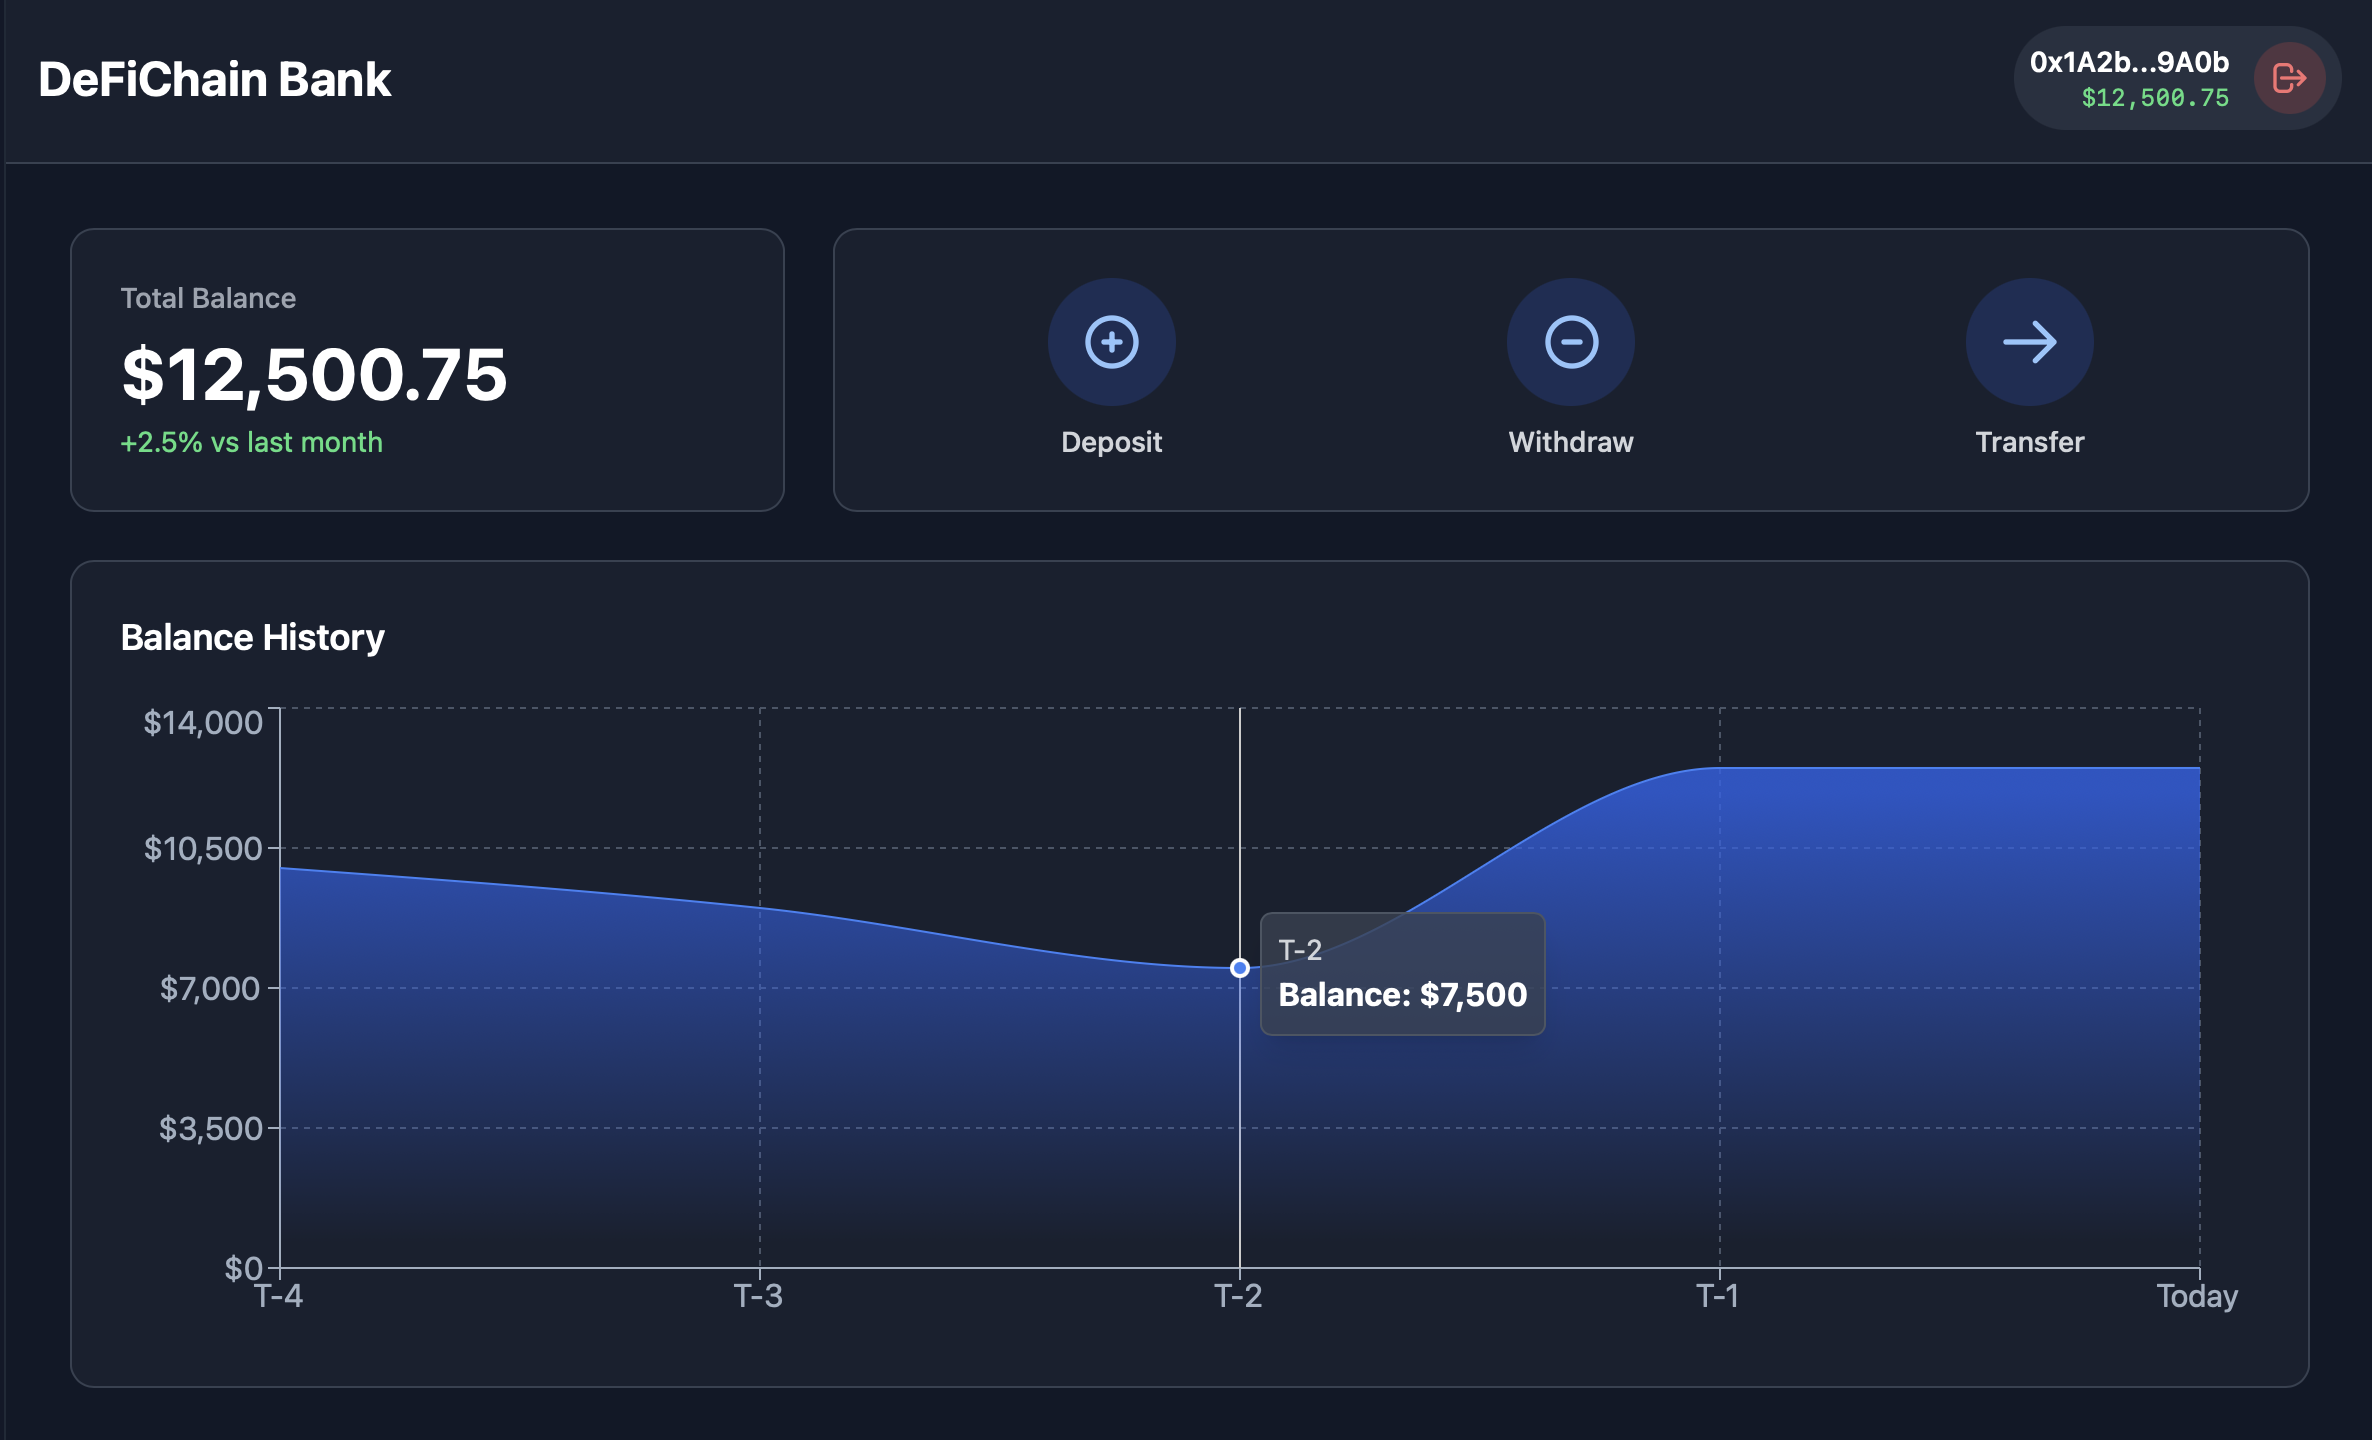 DeFiChain Bank
0x1A2b...9A0b
$12,500.75
Total Balance
$12,500.75
+2.5% vs last month
Deposit
Withdraw
Transfer
Balance History
$14,000
$10,500
$7,000
$3,500
$0
T-2
Balance: $7,500
T-4
T-3
T-2
T-1
Today